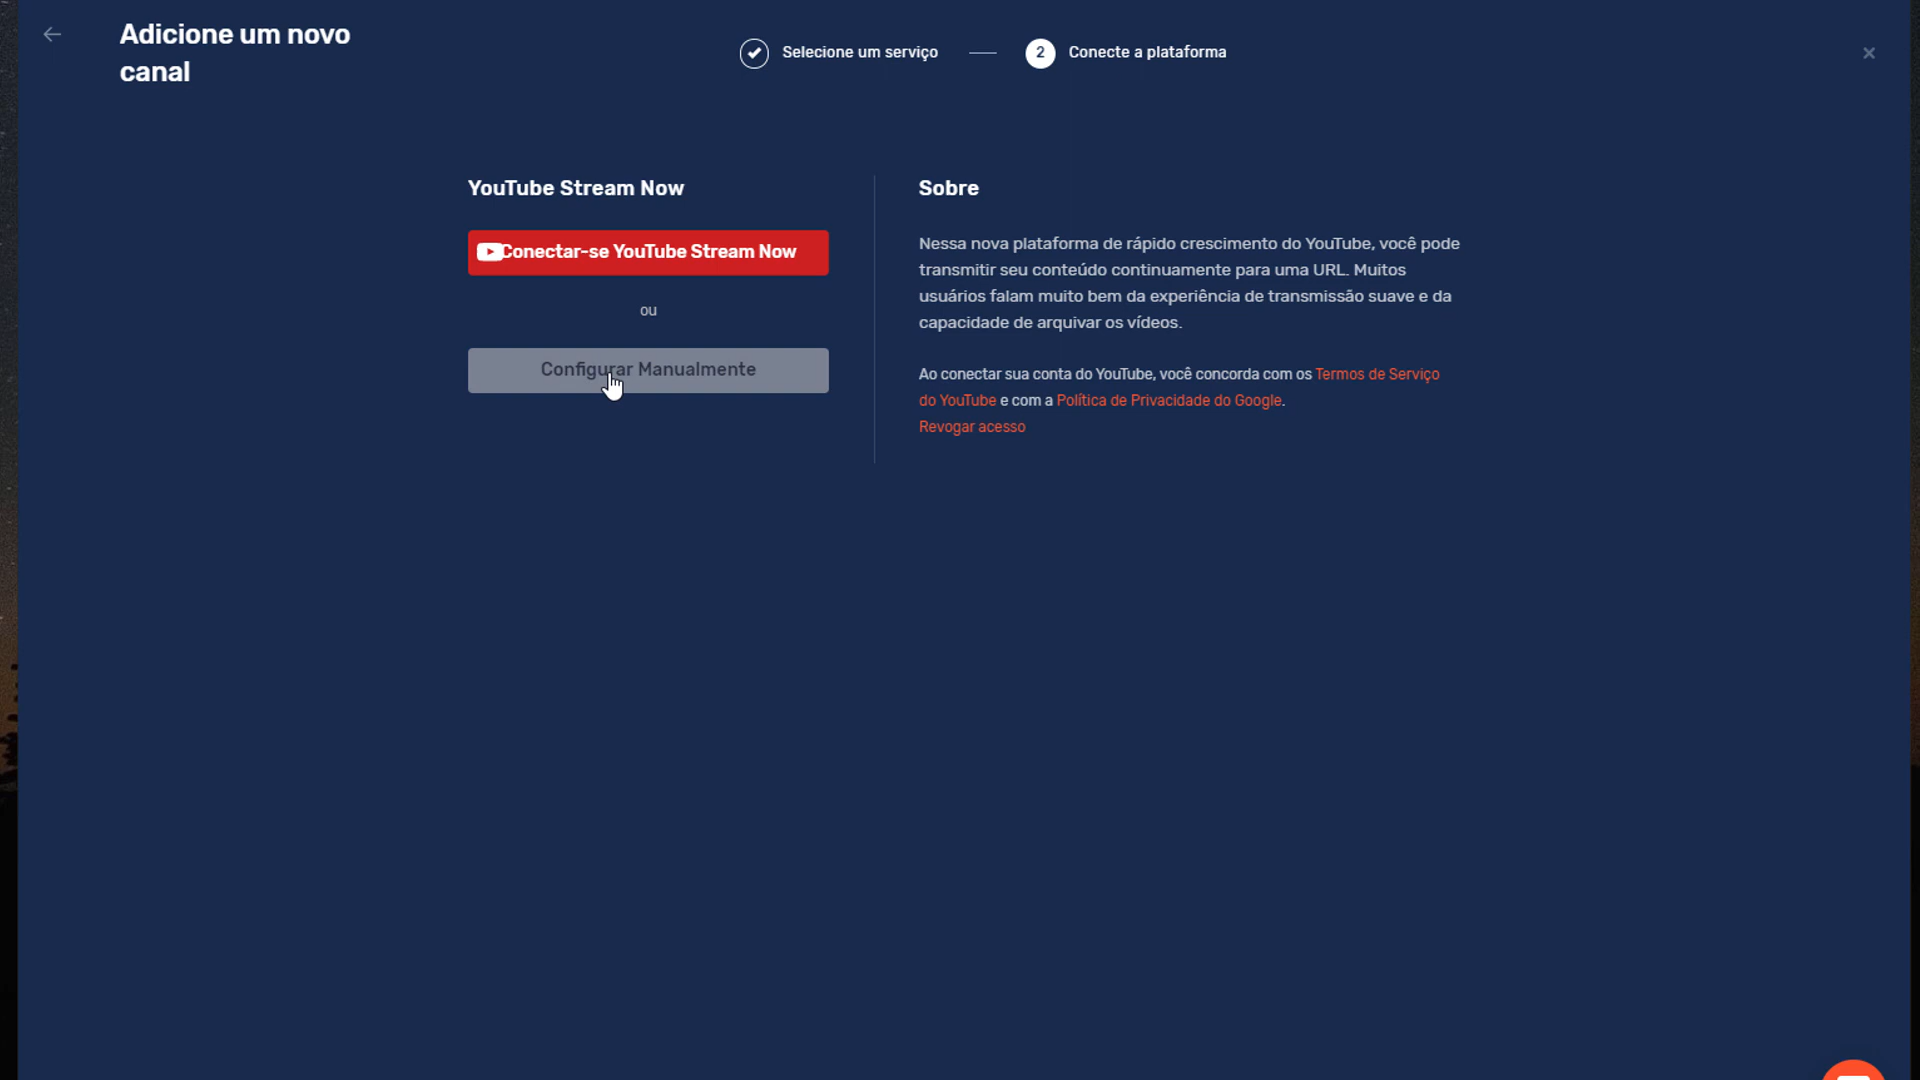 Adicione um novo
canal
Selecione um serviço
2 Conecte a plataforma
YouTube Stream Now
Conectar-se YouTube Stream Now
ou
Configurar Manualmente
Sobre
Nessa nova plataforma de rápido crescimento do YouTube, você pode
transmitir seu conteúdo continuamente para uma URL. Muitos
usuários falam muito bem da experiência de transmissão suave e da
capacidade de arquivar os vídeos.
Ao conectar sua conta do YouTube, você concorda com os Termos de Serviço
do YouTube e com a Política de Privacidade do Google.
Revogar acesso